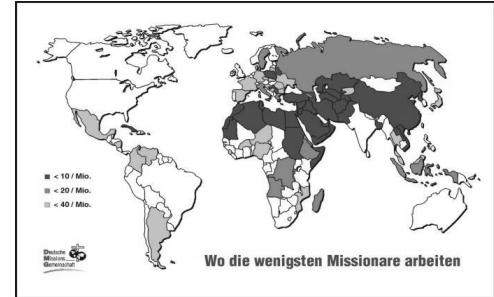 < 10 / Mio.
< 20 / Mio.
< 40 / Mio.
Deutsche
Missions
Gemeinschaft
Wo die wenigsten Missionare arbeiten